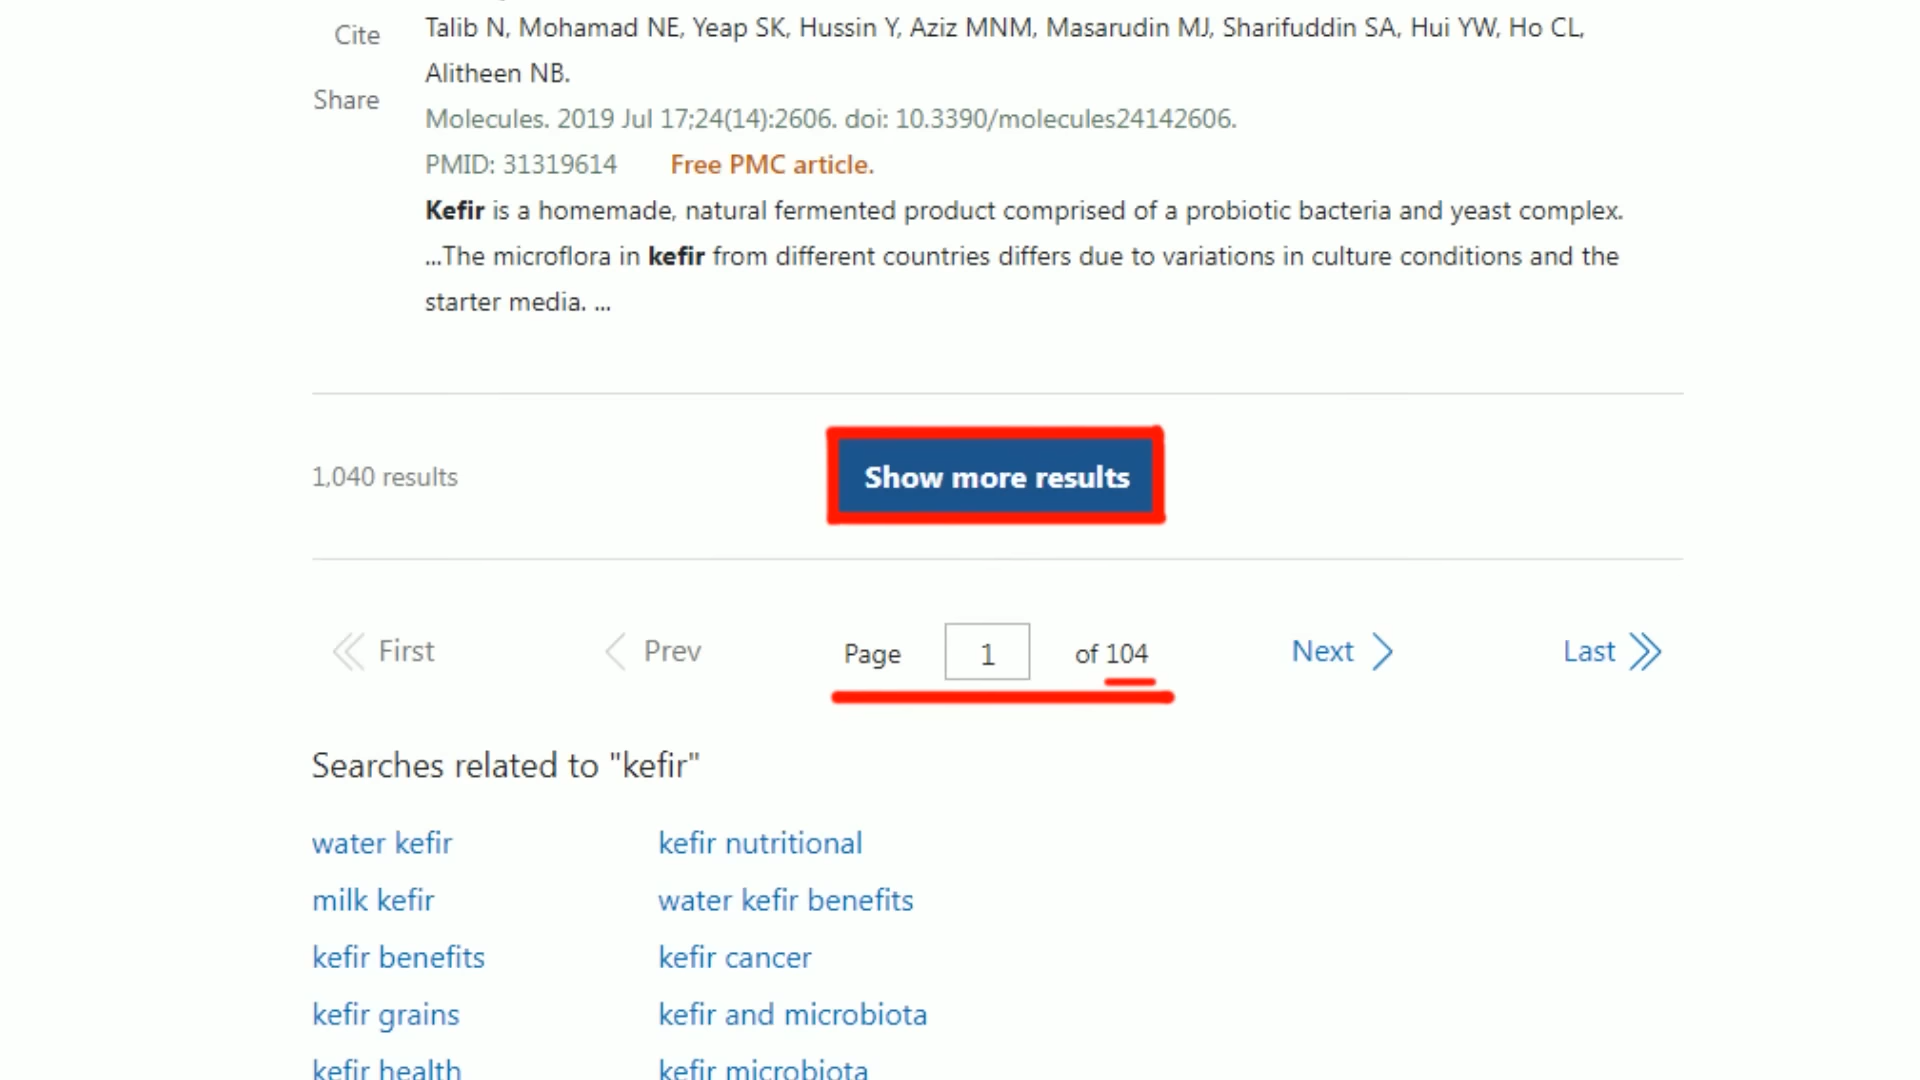 Cite
Talib N, Mohamad NE, Yeap SK, Hussin Y, Aziz MNM, Masarudin MJ, Sharifuddin SA, Hui YW, Ho CL,
Alitheen NB.
Share
Molecules. 2019 Jul 17;24(14):2606. doi: 10.3390/molecules24142606.
PMID: 31319614 Free PMC article.
Kefir is a homemade, natural fermented product comprised of a probiotic bacteria and yeast complex.
...The microflora in kefir from different countries differs due to variations in culture conditions and the
starter media. ...
1,040 results
Show more results
First Prev Page 1 of 104 Next Last
Searches related to "kefir"
water kefir kefir nutritional
milk kefir water kefir benefits
kefir benefits kefir cancer
kefir grains kefir and microbiota
kefir health kefir microbiota